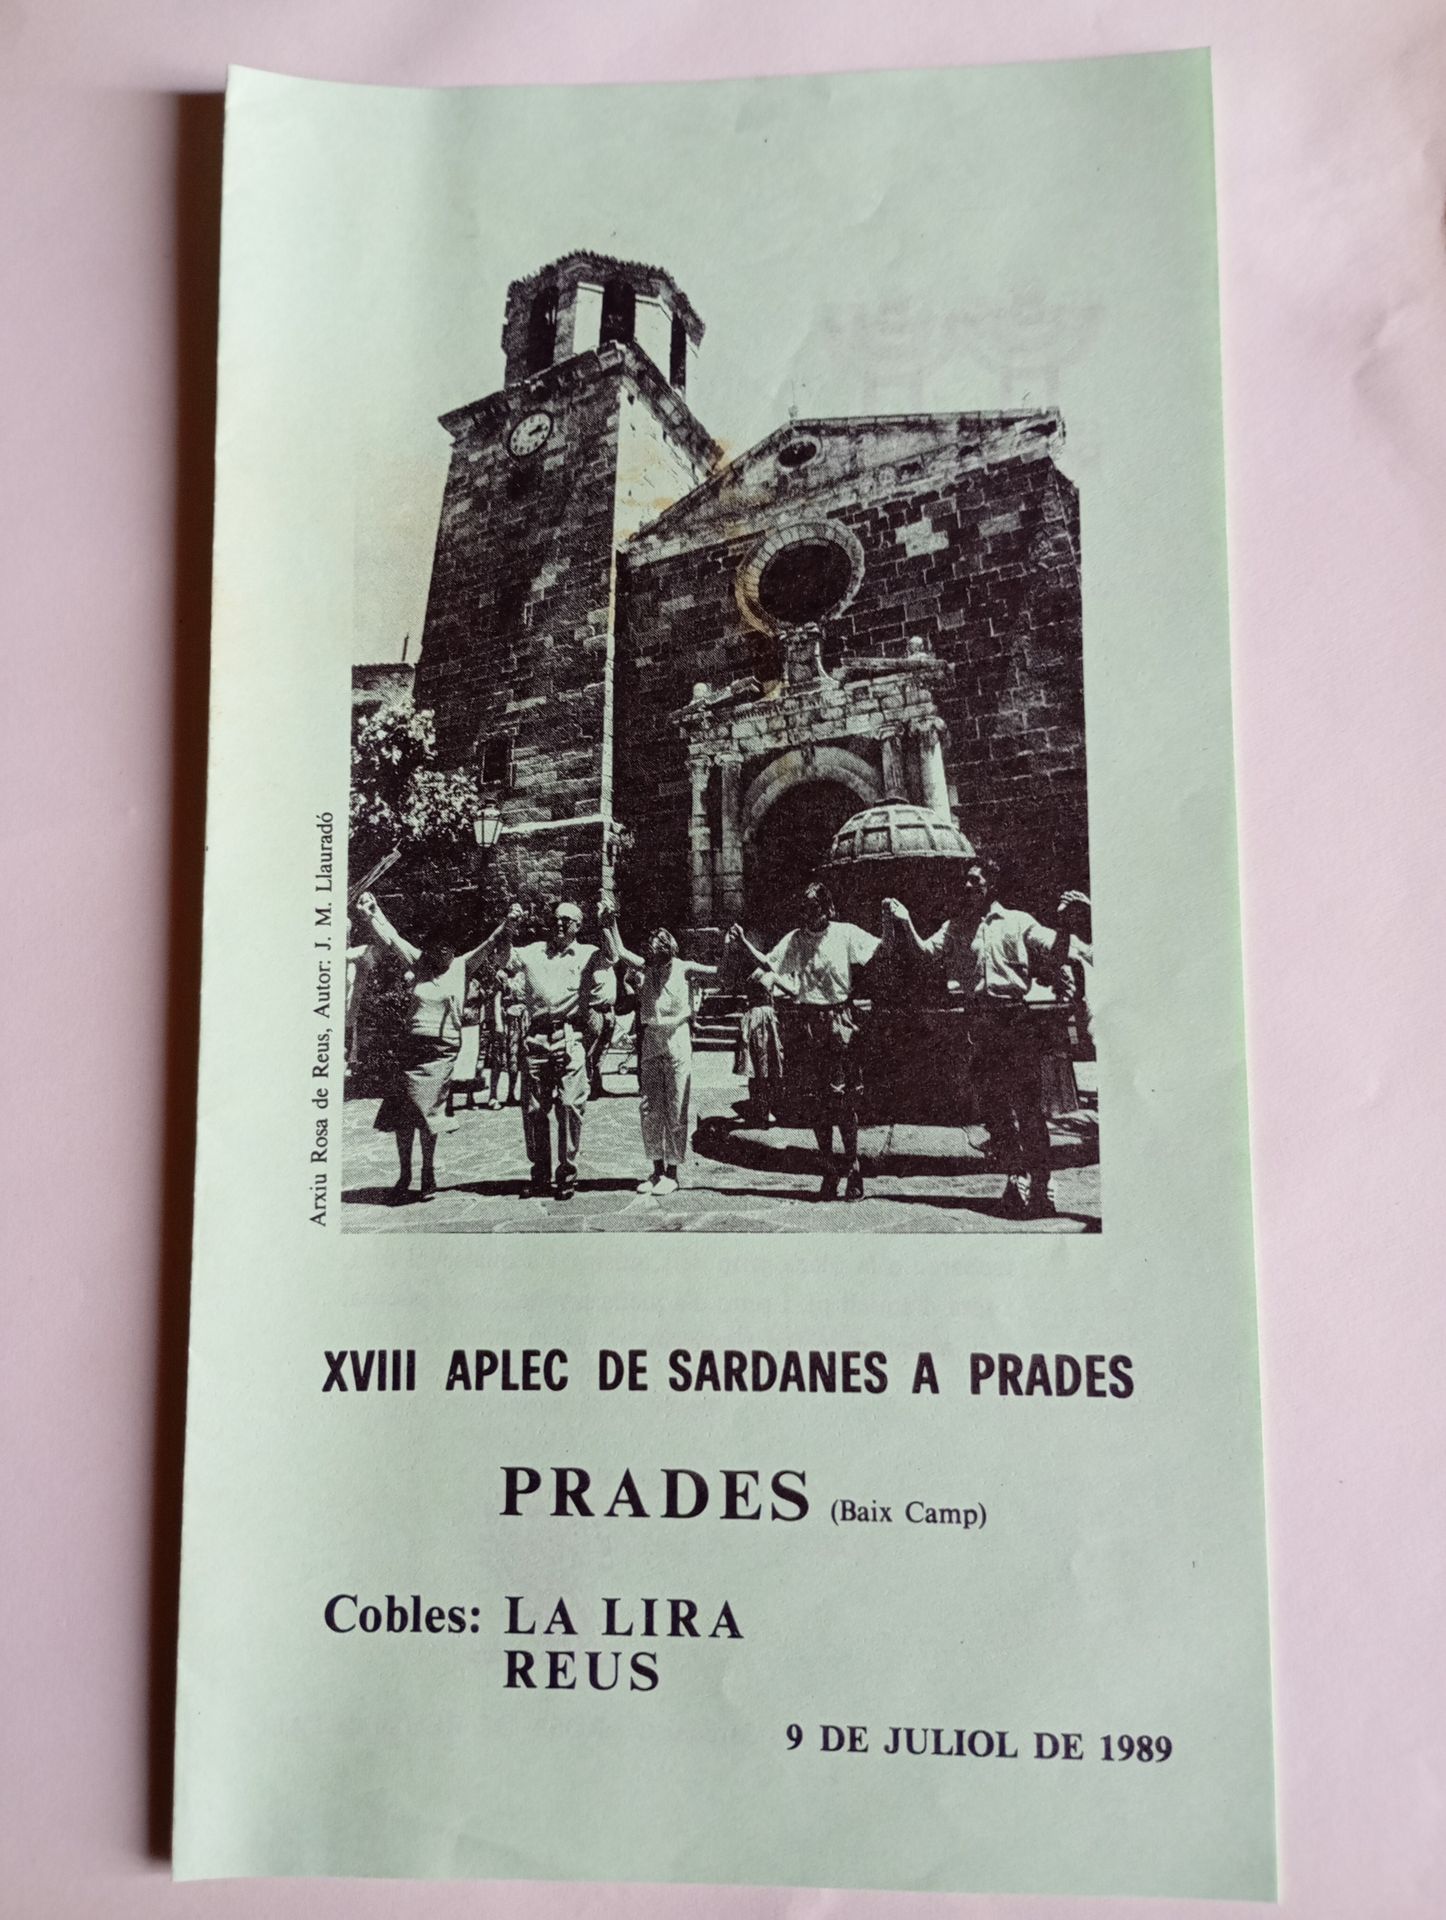 Arxiu Rosa de Reus, Autor: J. M. Llauradó
XVIII APLEC DE SARDANES A PRADES
PRADES (Baix Camp)
Cobles: LA LIRA
REUS
9 DE JULIOL DE 1989